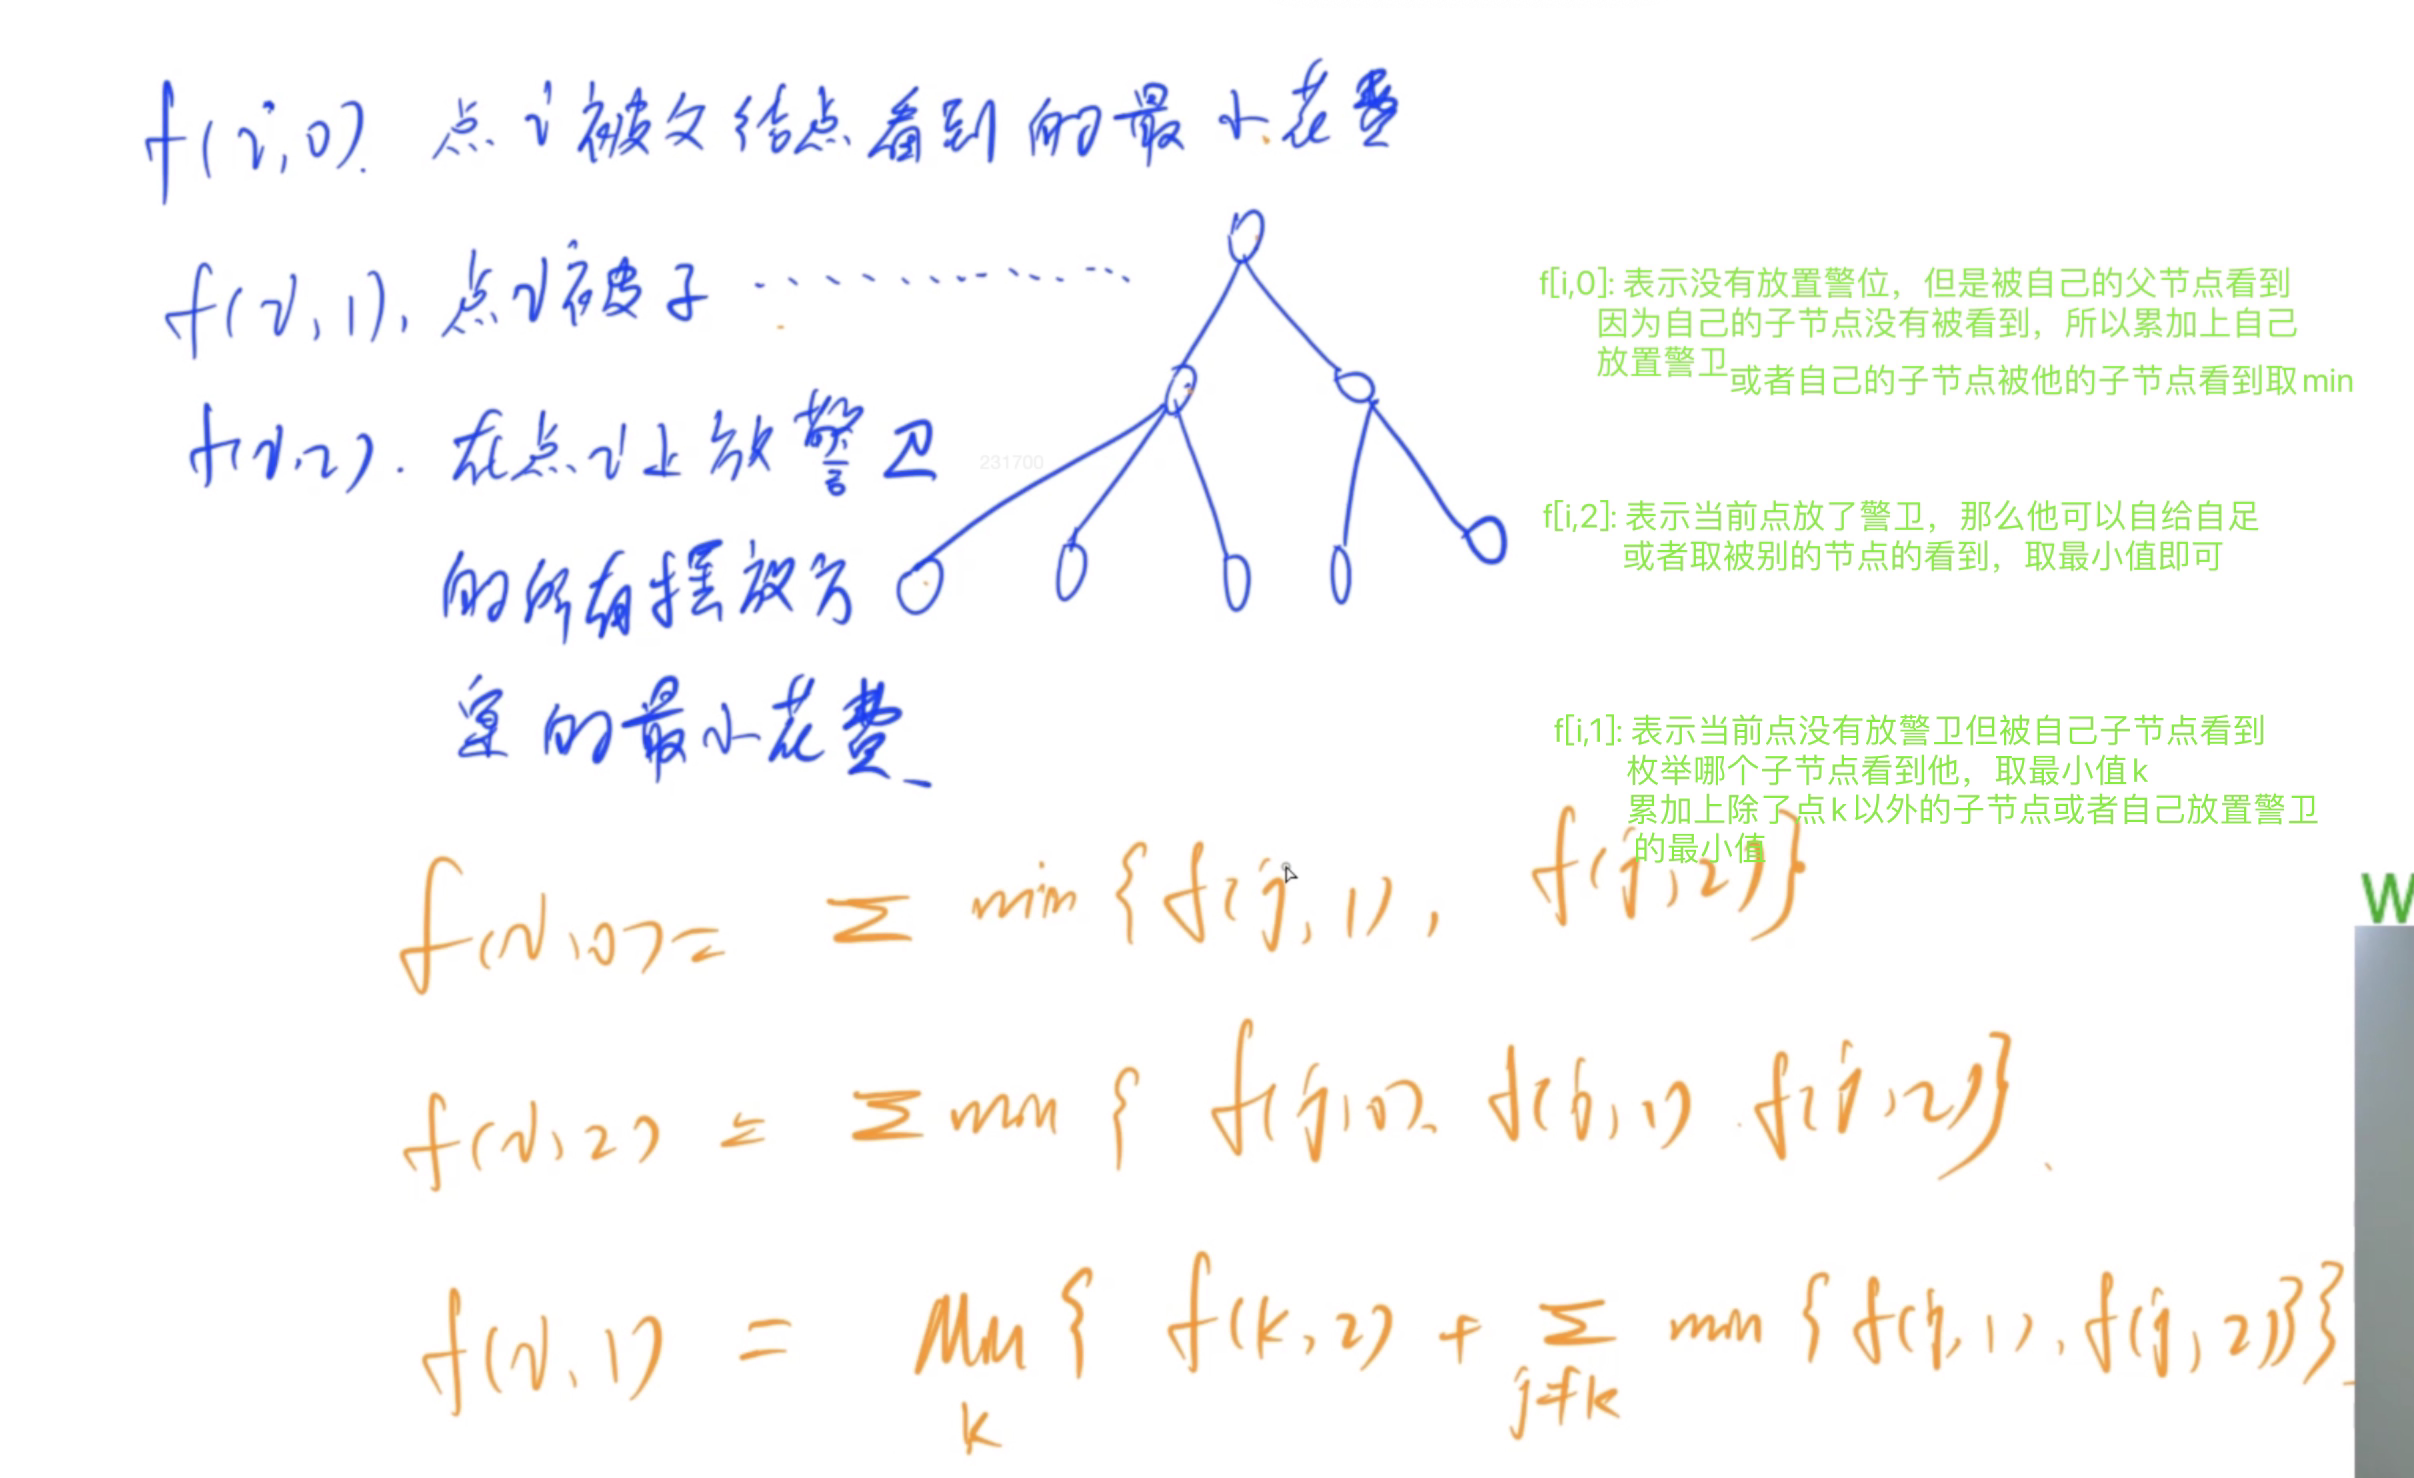 f(i,0). 点i被父结点看到的最小花费
f(i,1), 点i被子…………
f(i,2). 在点i上放警卫
的所有摆放方
案的最小花费
231700
f[i,0]: 表示没有放置警位，但是被自己的父节点看到
因为自己的子节点没有被看到，所以累加上自己
放置警卫或者自己的子节点被他的子节点看到取min
f[i,2]: 表示当前点放了警卫，那么他可以自给自足
或者取被别的节点的看到，取最小值即可
f[i,1]: 表示当前点没有放警卫但被自己子节点看到
枚举哪个子节点看到他，取最小值k
累加上除了点k以外的子节点或者自己放置警卫
的最小值
f(i,0) = Σ min {f(j,1), f(j,2)}
f(i,2) = Σ min { f(j,0), f(j,1). f(j,2)}
f(i,1) = min { f(k,2) + Σ min {f(j,1), f(j,2)}}
k j≠k
W